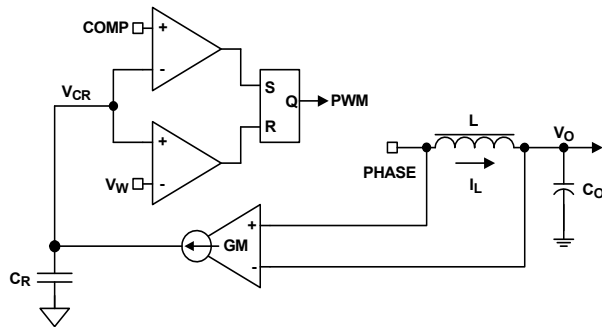 COMP
+
-
V_CR
S
Q
PWM
R
+
V_W
-
L
V_O
PHASE
I_L
C_O
+
GM
-
C_R